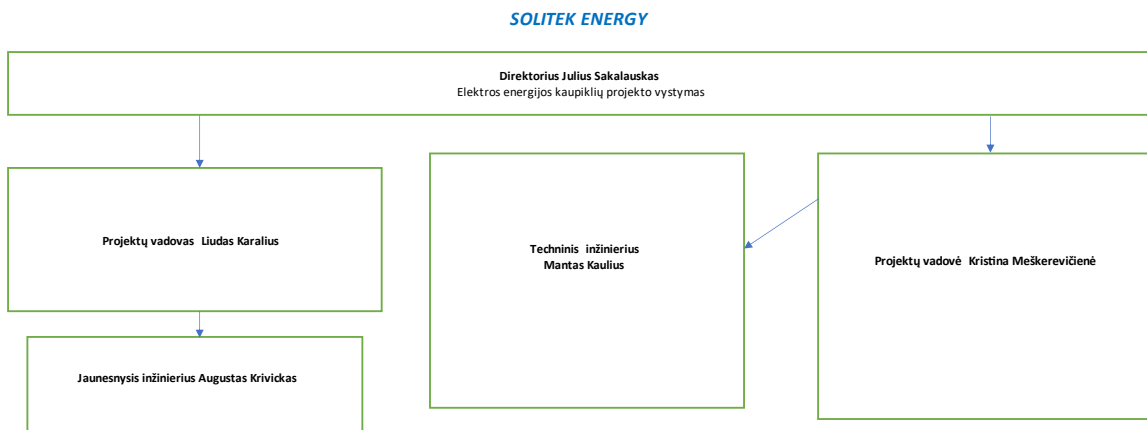 SOLITEK ENERGY
Direktorius Julius Sakalauskas
Elektros energijos kaupiklių projekto vystymas
Projektų vadovas Liudas Karalius
Techninis inžinierius
Mantas Kaulius
Projektų vadovė Kristina Meškerevičienė
Jaunesnysis inžinierius Augustas Krivickas